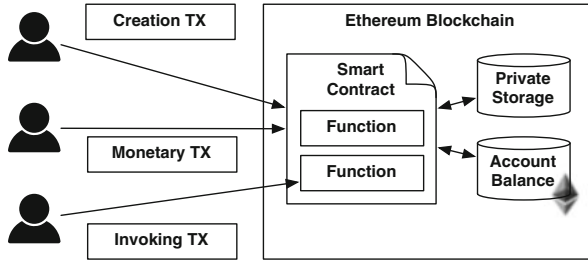 Creation TX
Ethereum Blockchain
Smart
Contract
Private
Storage
Function
Monetary TX
Function
Account
Balance
Invoking TX